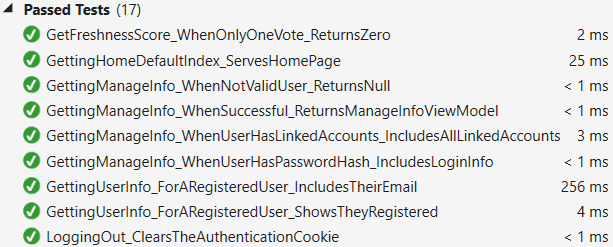 Passed Tests (17)
GetFreshnessScore_WhenOnlyOneVote_ReturnsZero 2 ms
GettingHomeDefaultIndex_ServesHomePage 25 ms
GettingManageInfo_WhenNotValidUser_ReturnsNull < 1 ms
GettingManageInfo_WhenSuccessful_ReturnsManageInfoViewModel < 1 ms
GettingManageInfo_WhenUserHasLinkedAccounts_IncludesAllLinkedAccounts 3 ms
GettingManageInfo_WhenUserHasPasswordHash_IncludesLoginInfo < 1 ms
GettingUserInfo_ForARegisteredUser_IncludesTheirEmail 256 ms
GettingUserInfo_ForARegisteredUser_ShowsTheyRegistered 4 ms
LoggingOut_ClearsTheAuthenticationCookie < 1 ms